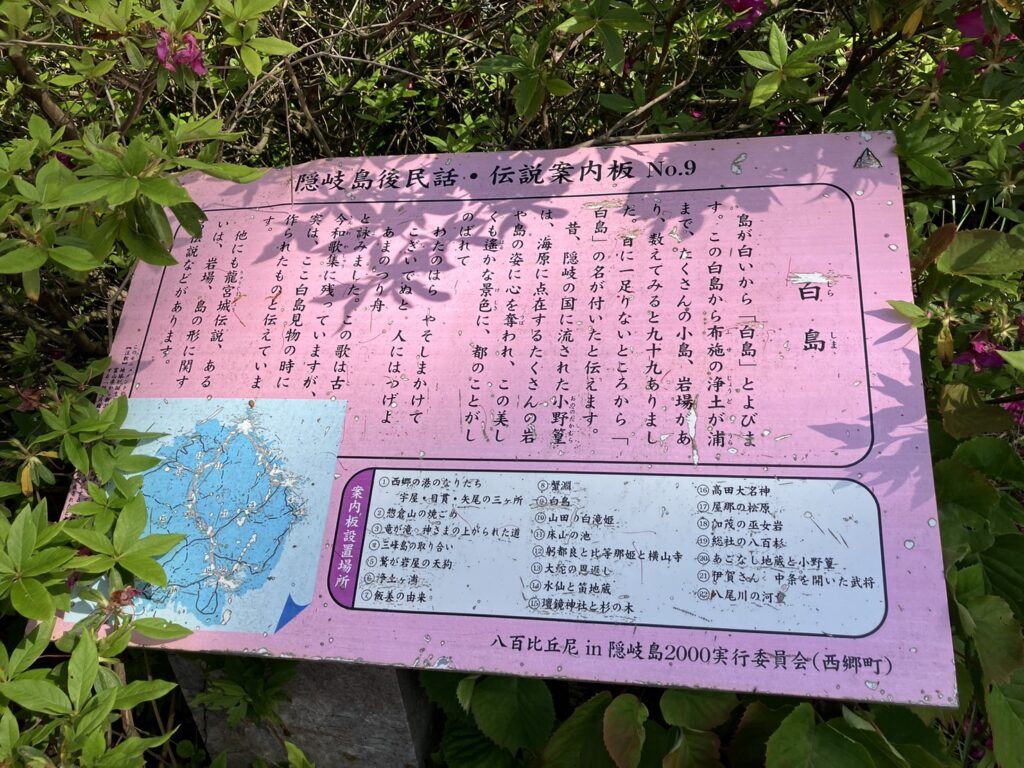 隠岐島後民話・伝説案内板 No.9
白島
しま
島が白いから「白島」とよびま
す。この白島から布施の浄土が浦
まで、たくさんの小島、岩場があ
り、数えてみると九十九ありまし
た。百に一足りないところから「
白島」の名が付いたと伝えます。
昔、隠岐の国に流された小野篁
は、海原に点在するたくさんの岩
や島の姿に心を奪われ、この美し
くも遙かな景色に、都のことがし
のばれて
わたのはら　やそしまかけて
こぎいでぬと　人にはつげよ
あまのつり舟
と詠みました。この歌は古
今和歌集に残っていますが、
実は、ここ白島見物の時に
作られたものと伝えていま
す。
他にも龍宮城伝説、ある
いは、岩場、島の形に関す
伝説などがあります。
案内板設置場所
①西郷の港のなりたち
宇屋・目貫・矢尾の三ヶ所
②惣倉山の焼ごめ
③竜が滝・神さまの上がられた道
④三峰島の取り合い
⑤鷲が岩屋の天狗
⑥浄土ヶ浦
⑦飯美の由来
⑧蟹淵
⑨白島
⑩山田の白滝姫
⑪床山の池
⑫躬都良と比等那姫と横山寺
⑬大蛇の恩返し
⑭水仙と笛地蔵
⑮壇鏡神社と杉の木
⑯高田大名神
⑰屋那の松原
⑱加茂の巫女岩
⑲総社の八百杉
⑳あごなし地蔵と小野篁
㉑伊賀さん・中条を開いた武将
㉒八尾川の河童
八百比丘尼 in 隠岐島2000実行委員会(西郷町)